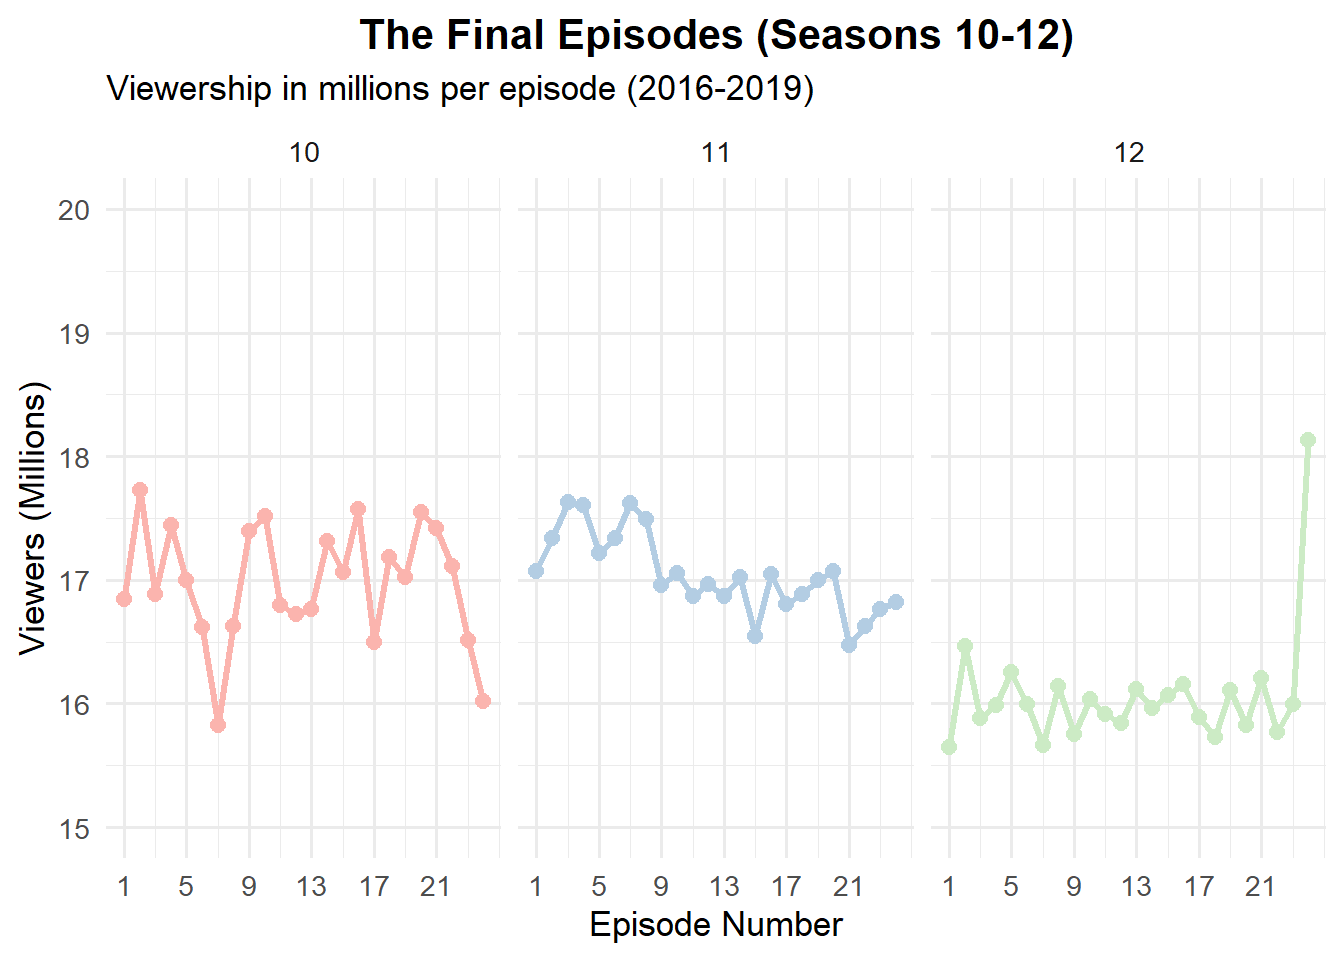 The Final Episodes (Seasons 10-12)
Viewership in millions per episode (2016-2019)
10 11 12
20
19
18
17
16
15
Viewers (Millions)
1 5 9 13 17 21 1 5 9 13 17 21 1 5 9 13 17 21
Episode Number